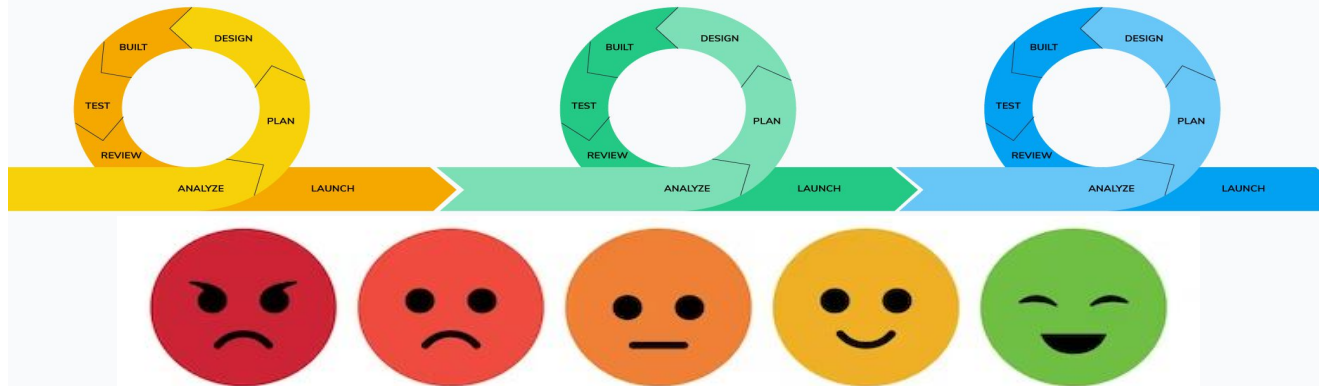 BUILT
DESIGN
TEST
PLAN
REVIEW
ANALYZE
LAUNCH
BUILT
DESIGN
TEST
PLAN
REVIEW
ANALYZE
LAUNCH
BUILT
DESIGN
TEST
PLAN
REVIEW
ANALYZE
LAUNCH